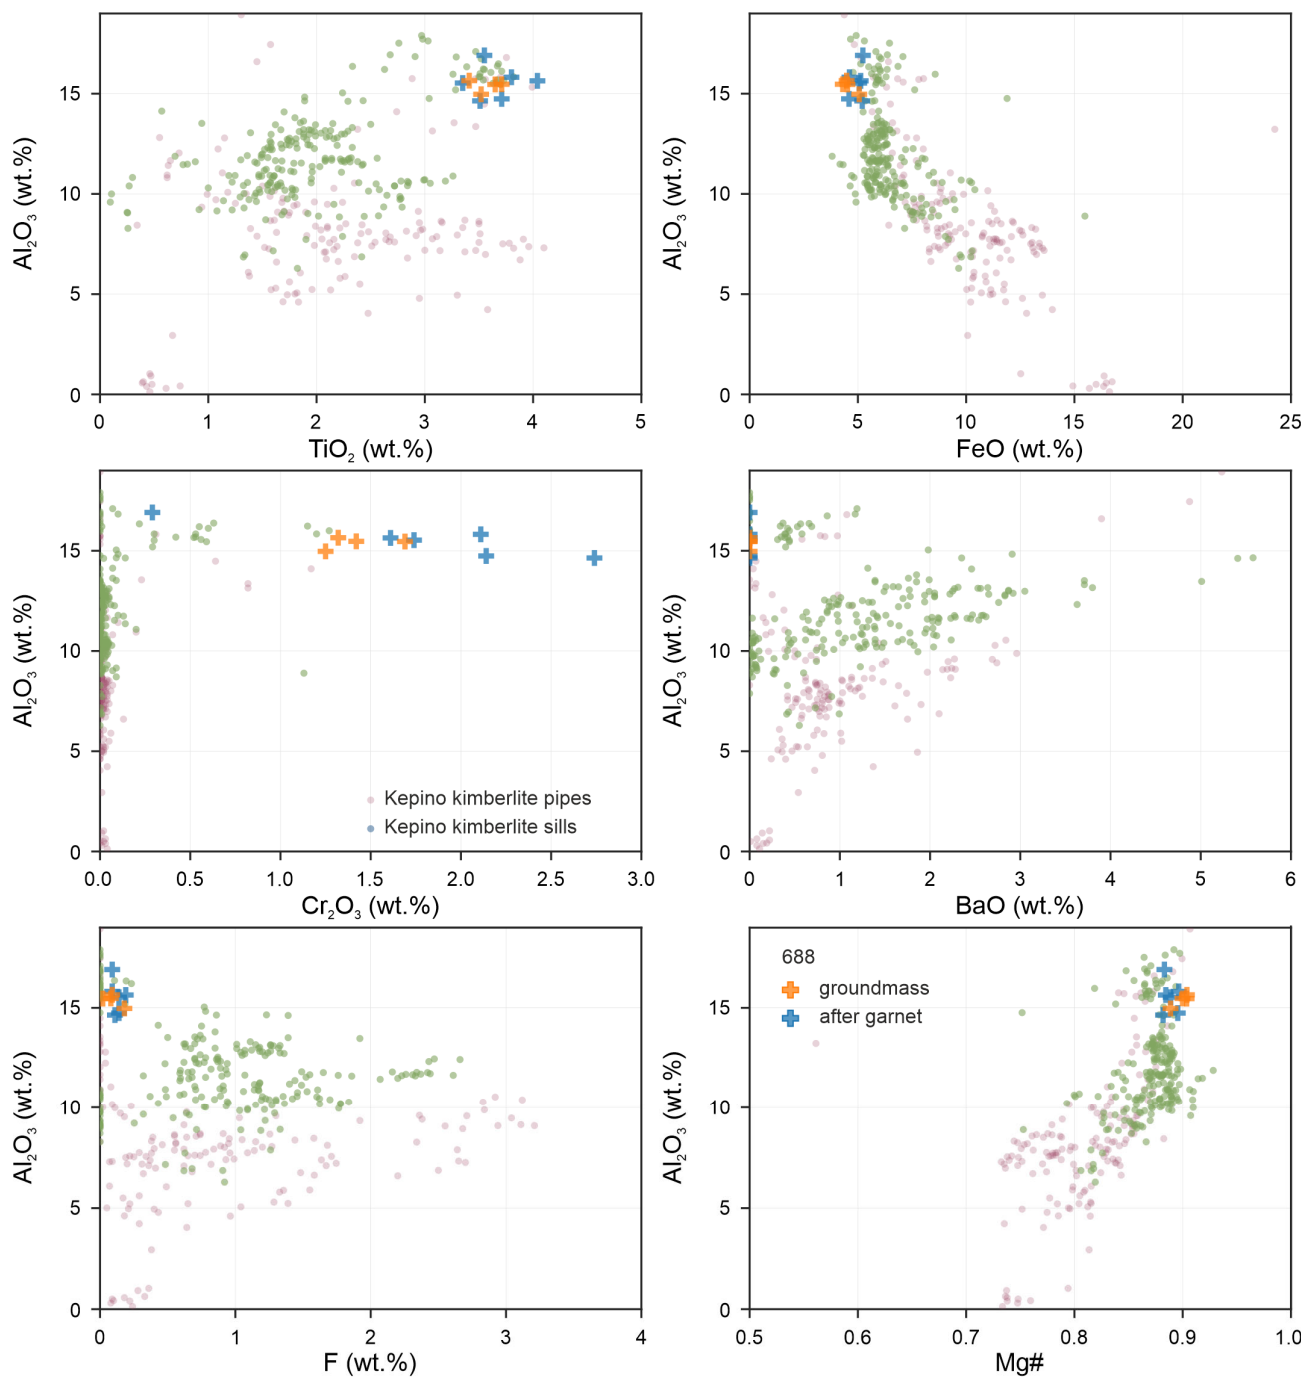 Al₂O₃ (wt.%)
15
10
5
0
0 1 2 3 4 5
TiO₂ (wt.%)
Al₂O₃ (wt.%)
15
10
5
0
0 5 10 15 20 25
FeO (wt.%)
Al₂O₃ (wt.%)
15
10
5
0
Kepino kimberlite pipes
Kepino kimberlite sills
0.0 0.5 1.0 1.5 2.0 2.5 3.0
Cr₂O₃ (wt.%)
Al₂O₃ (wt.%)
15
10
5
0
0 1 2 3 4 5 6
BaO (wt.%)
Al₂O₃ (wt.%)
15
10
5
0
0 1 2 3 4
F (wt.%)
Al₂O₃ (wt.%)
15
10
5
0
688
groundmass
after garnet
0.5 0.6 0.7 0.8 0.9 1.0
Mg#